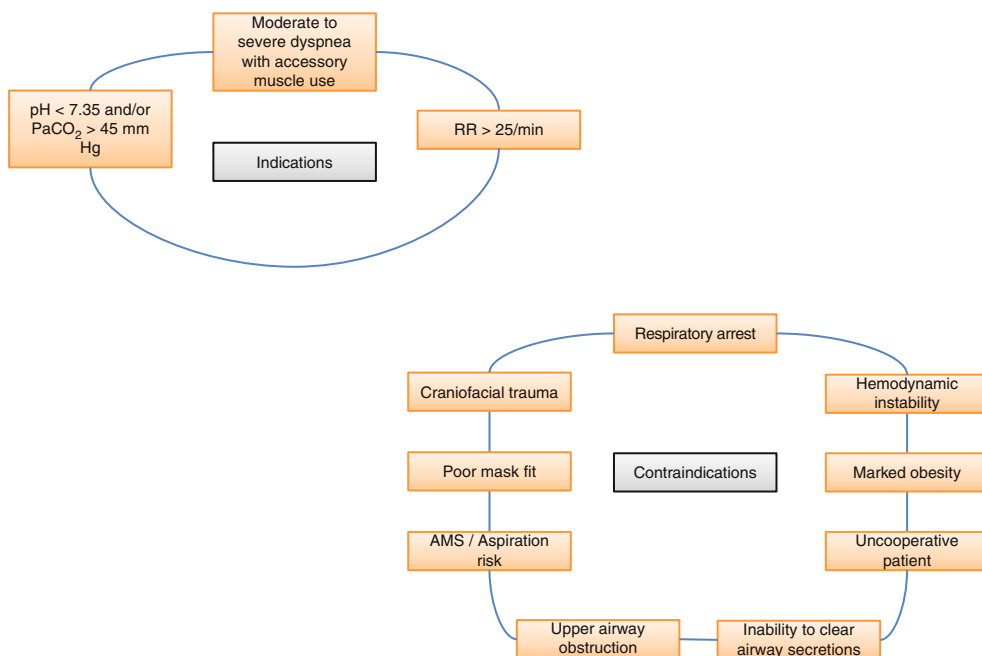 Moderate to
severe dyspnea
with accessory
muscle use
pH < 7.35 and/or
PaCO₂ > 45 mm
Hg
RR > 25/min
Indications
Respiratory arrest
Craniofacial trauma
Hemodynamic
instability
Poor mask fit
Contraindications
Marked obesity
AMS / Aspiration
risk
Uncooperative
patient
Upper airway
obstruction
Inability to clear
airway secretions